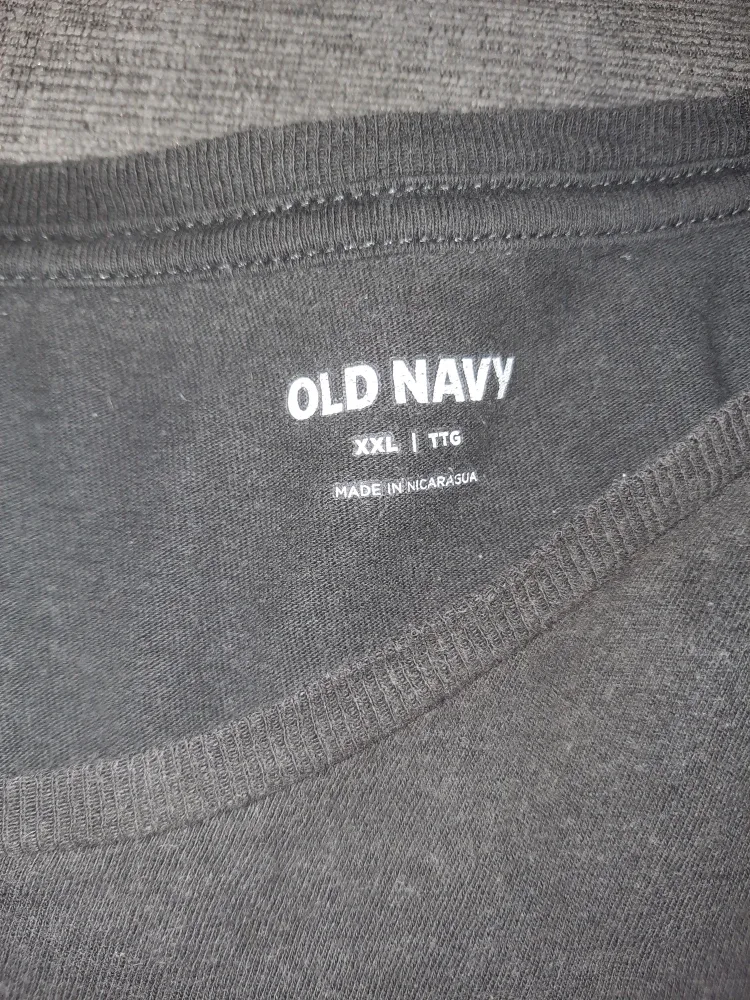 OLD NAVY
XXL | TTG
MADE IN NICARAGUA